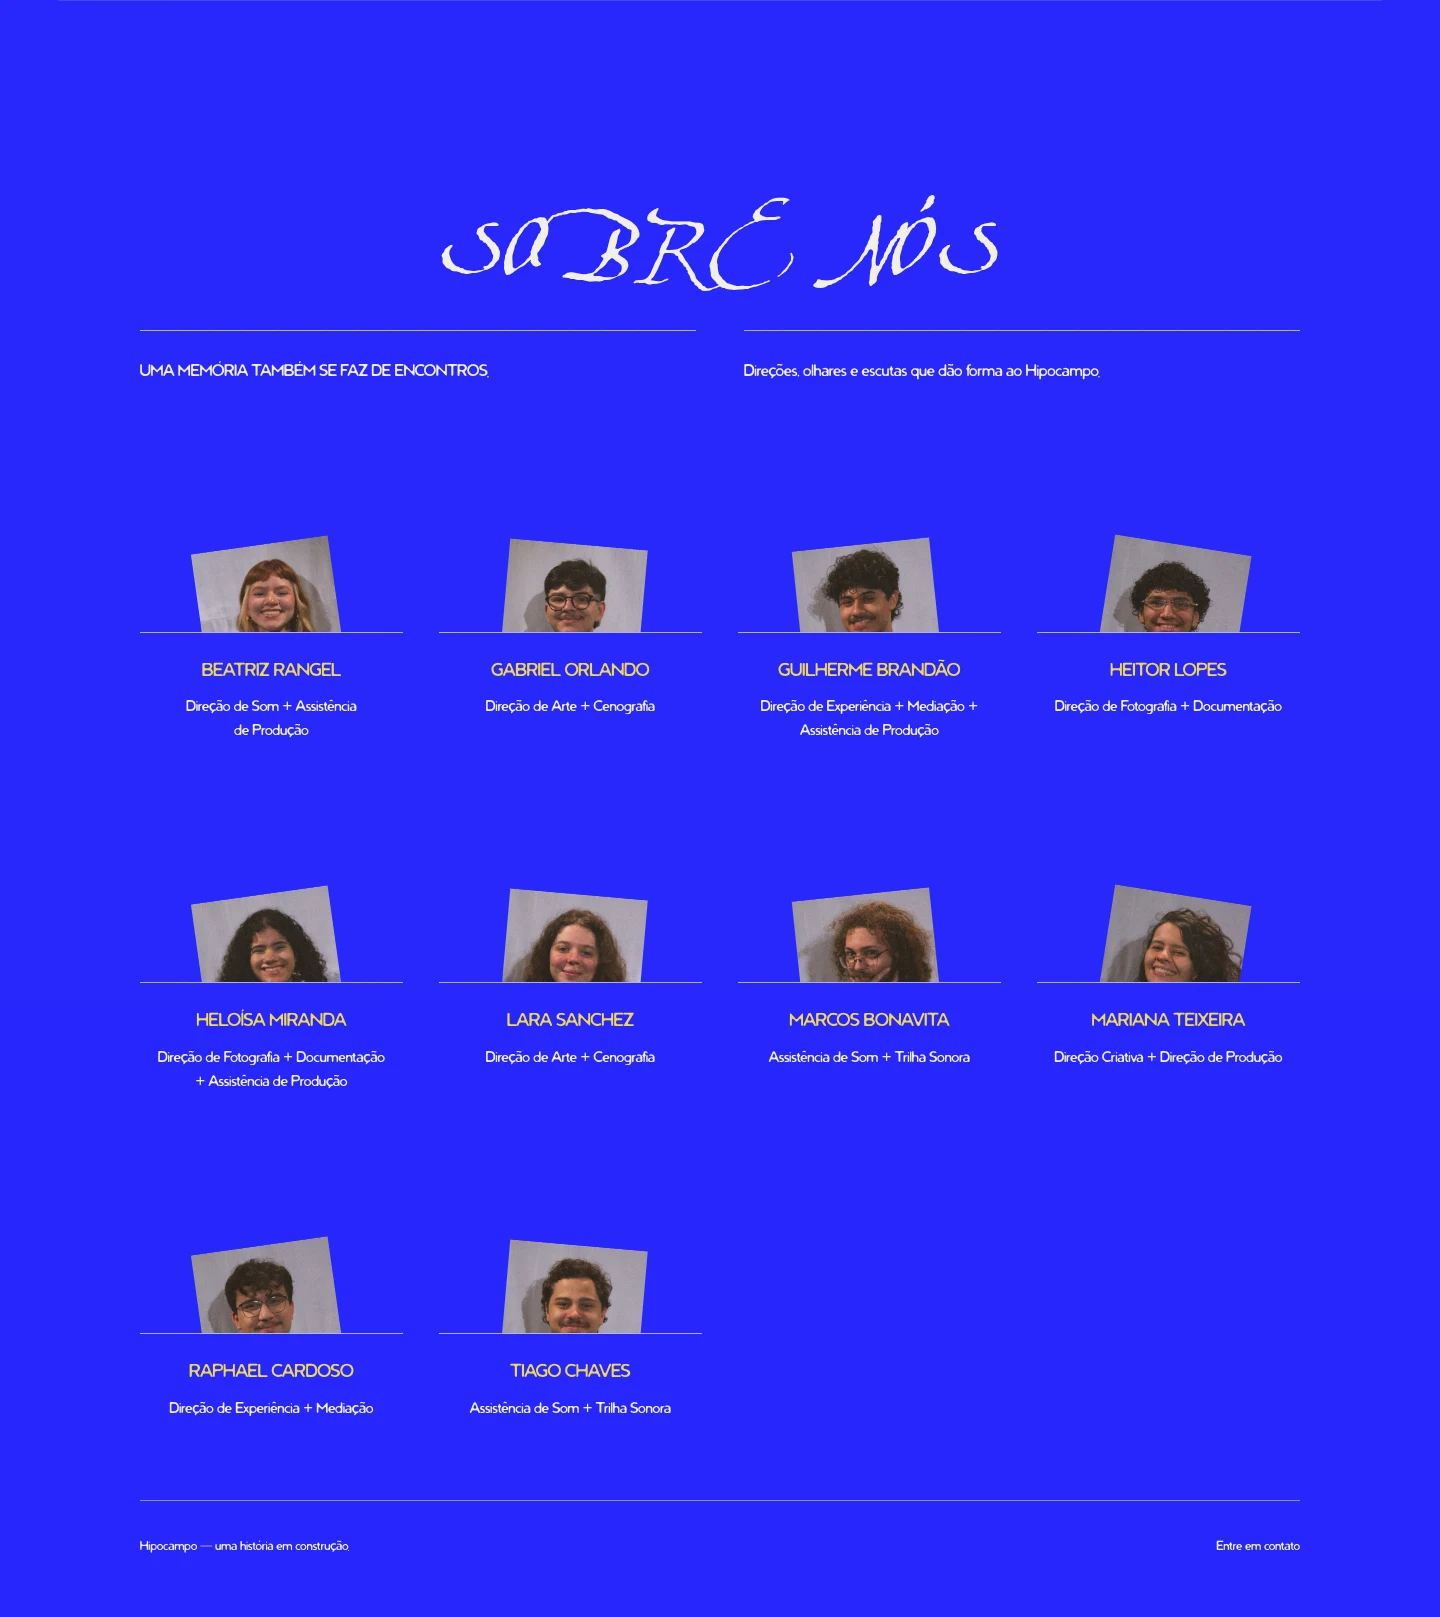 SaBRE NÓS
UMA MEMÓRIA TAMBÉM SE FAZ DE ENCONTROS.
Direções, olhares e escutas que dão forma ao Hipocampo.
BEATRIZ RANGEL
Direção de Som + Assistência
de Produção
GABRIEL ORLANDO
Direção de Arte + Cenografia
GUILHERME BRANDÃO
Direção de Experiência + Mediação +
Assistência de Produção
HEITOR LOPES
Direção de Fotografia + Documentação
HELOÍSA MIRANDA
Direção de Fotografia + Documentação
+ Assistência de Produção
LARA SANCHEZ
Direção de Arte + Cenografia
MARCOS BONAVITA
Assistência de Som + Trilha Sonora
MARIANA TEIXEIRA
Direção Criativa + Direção de Produção
RAPHAEL CARDOSO
Direção de Experiência + Mediação
TIAGO CHAVES
Assistência de Som + Trilha Sonora
Hipocampo — uma história em construção.
Entre em contato